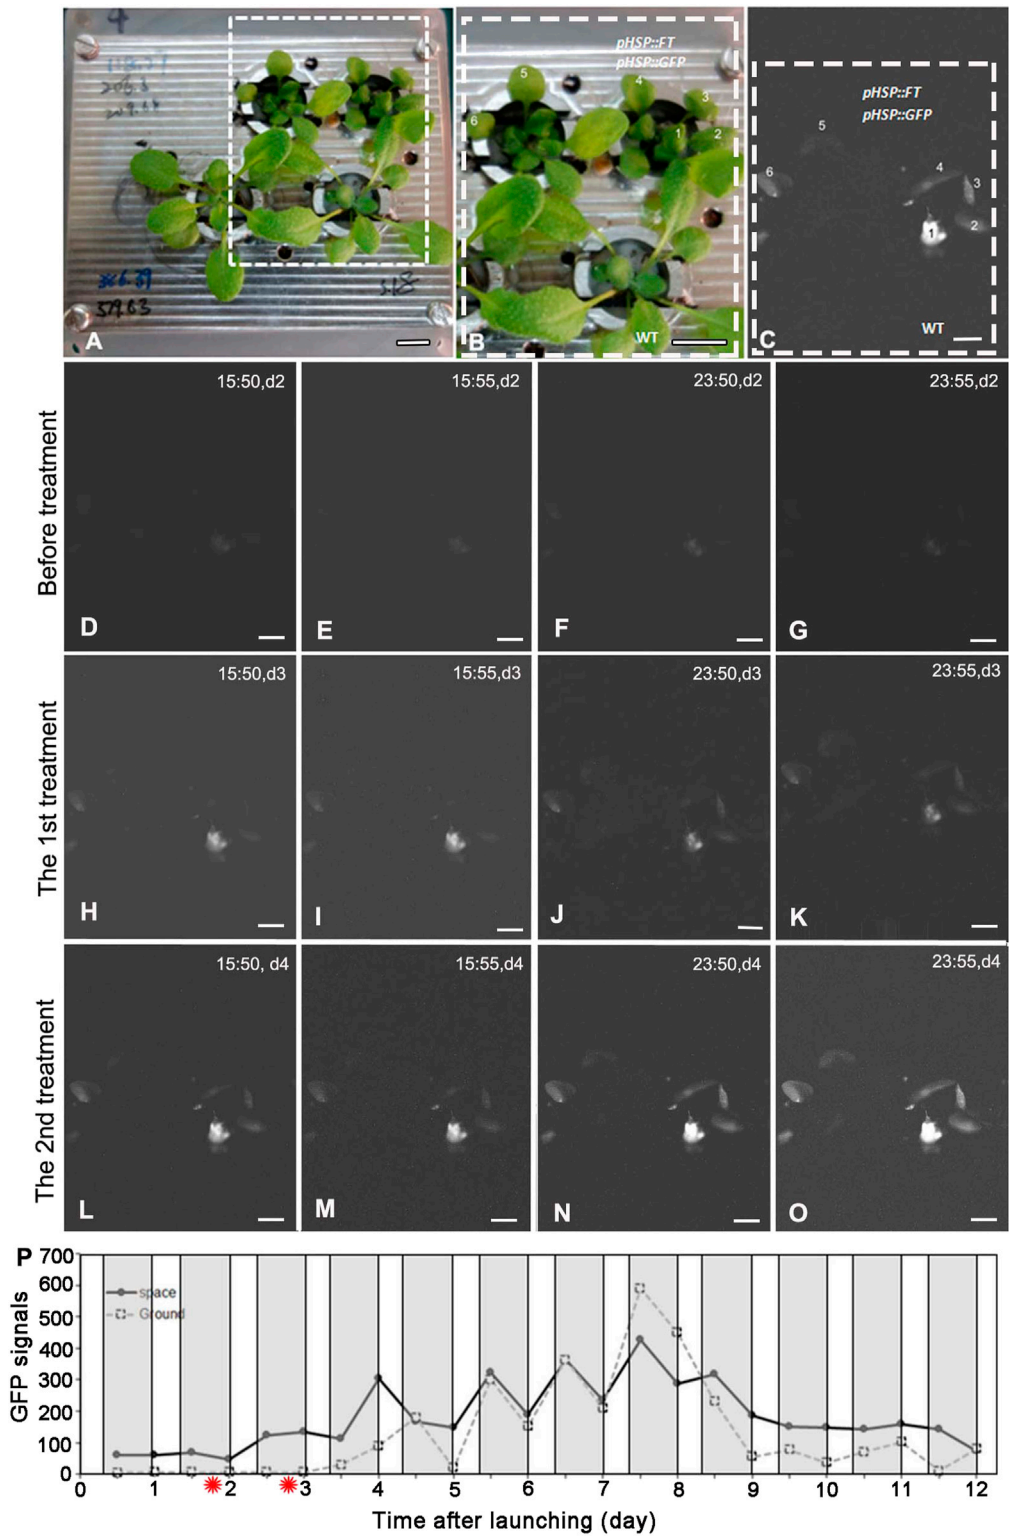 4
379.63
A
pHSP::FT
pHSP::GFP
5
4
3
6
1
2
WT
B
pHSP::FT
pHSP::GFP
5
4
6
3
2
1
WT
C
Before treatment
15:50,d2
15:55,d2
23:50,d2
23:55,d2
D
E
F
G
The 1st treatment
15:50,d3
15:55,d3
23:50,d3
23:55,d3
H
I
J
K
The 2nd treatment
15:50, d4
15:55,d4
23:50,d4
23:55,d4
L
M
N
O
P
GFP signals
700
600
500
400
300
200
100
0
space
Ground
0 1 2 3 4 5 6 7 8 9 10 11 12
Time after launching (day)